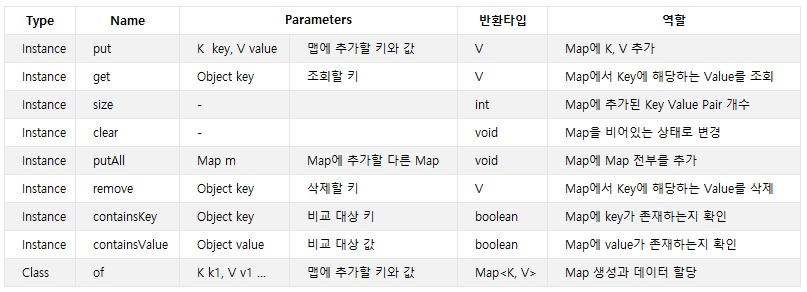 Type Name Parameters 반환타입 역할
Instance put K key, V value 맵에 추가할 키와 값 V Map에 K, V 추가
Instance get Object key 조회할 키 V Map에서 Key에 해당하는 Value를 조회
Instance size - int Map에 추가된 Key Value Pair 개수
Instance clear - void Map을 비어있는 상태로 변경
Instance putAll Map m Map에 추가할 다른 Map void Map에 Map 전부를 추가
Instance remove Object key 삭제할 키 V Map에서 Key에 해당하는 Value를 삭제
Instance containsKey Object key 비교 대상 키 boolean Map에 key가 존재하는지 확인
Instance containsValue Object value 비교 대상 값 boolean Map에 value가 존재하는지 확인
Class of K k1, V v1 ... 맵에 추가할 키와 값 Map<K, V> Map 생성과 데이터 할당